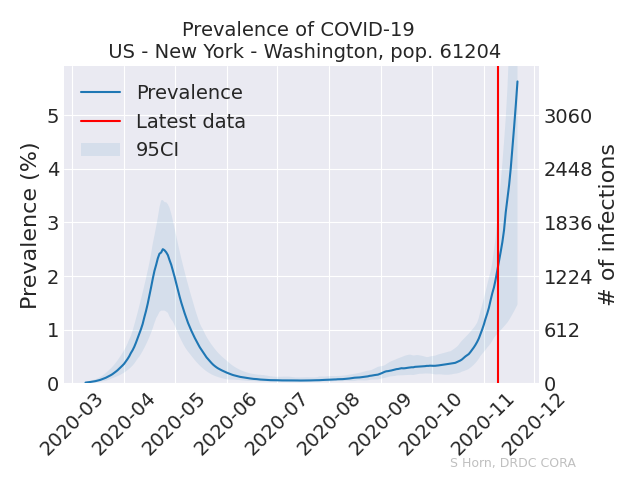 Prevalence of COVID-19
US - New York - Washington, pop. 61204
Prevalence
Latest data
95CI
Prevalence (%)
5
4
3
2
1
0
3060
2448
1836
1224
612
0
# of infections
2020-03
2020-04
2020-05
2020-06
2020-07
2020-08
2020-09
2020-10
2020-11
2020-12
S Horn, DRDC CORA